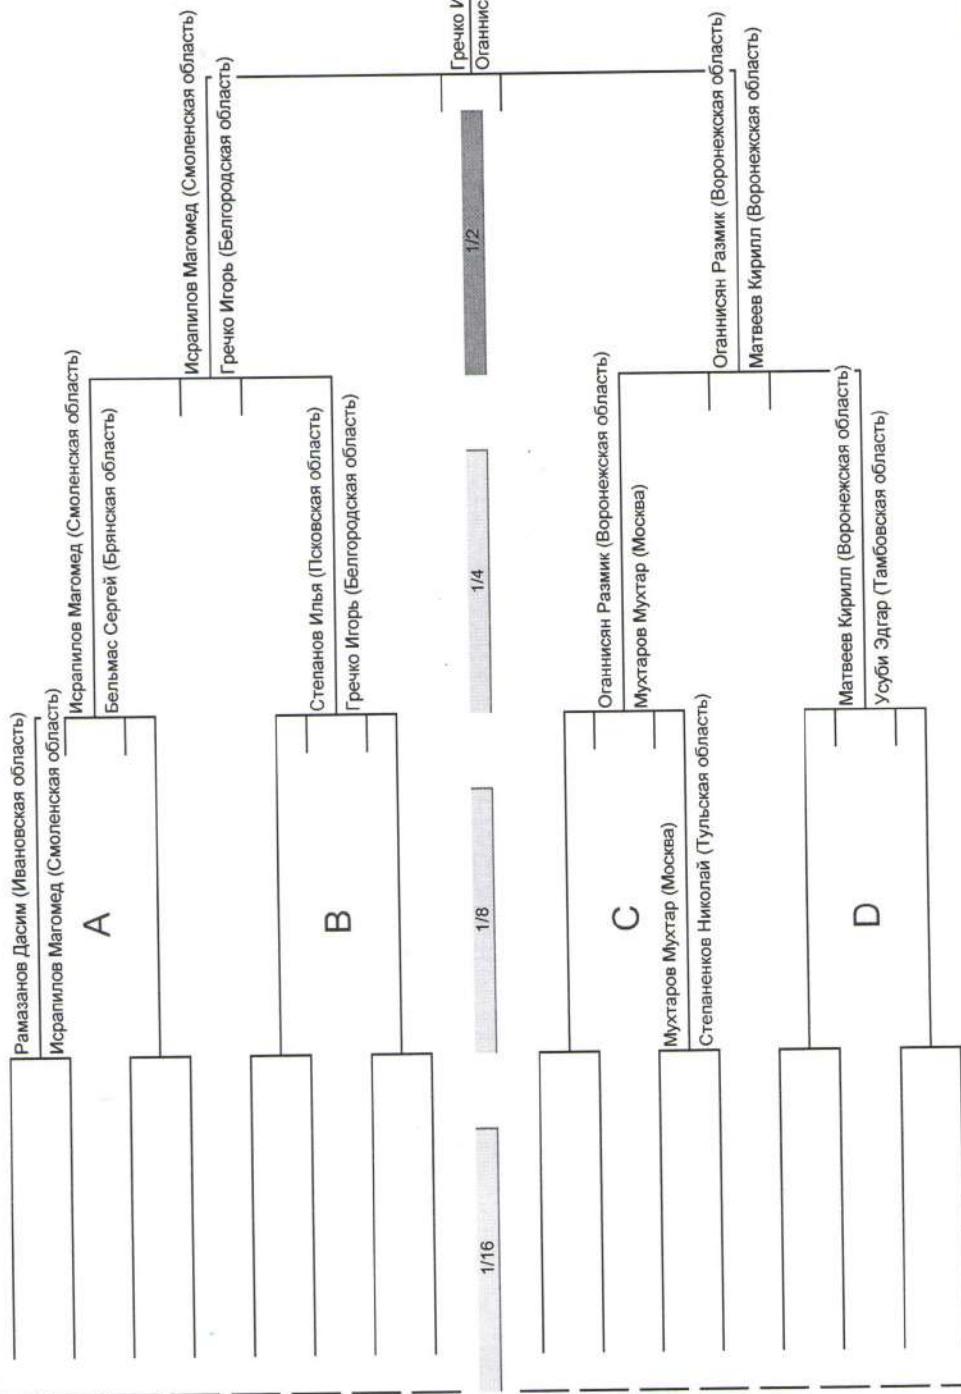 Рамазанов Дасим (Ивановская область)
Исрапилов Магомед (Смоленская область)
A
Исрапилов Магомед (Смоленская область)
Бельмас Сергей (Брянская область)
Исрапилов Магомед (Смоленская область)
Гречко Игорь (Белгородская область)
B
Степанов Илья (Псковская область)
Гречко Игорь (Белгородская область)
Гречко И
Оганнис
1/16
1/8
1/4
1/2
C
Оганнисян Размик (Воронежская область)
Мухтаров Мухтар (Москва)
Мухтаров Мухтар (Москва)
Степаненков Николай (Тульская область)
Оганнисян Размик (Воронежская область)
Матвеев Кирилл (Воронежская область)
D
Матвеев Кирилл (Воронежская область)
Усуби Эдгар (Тамбовская область)